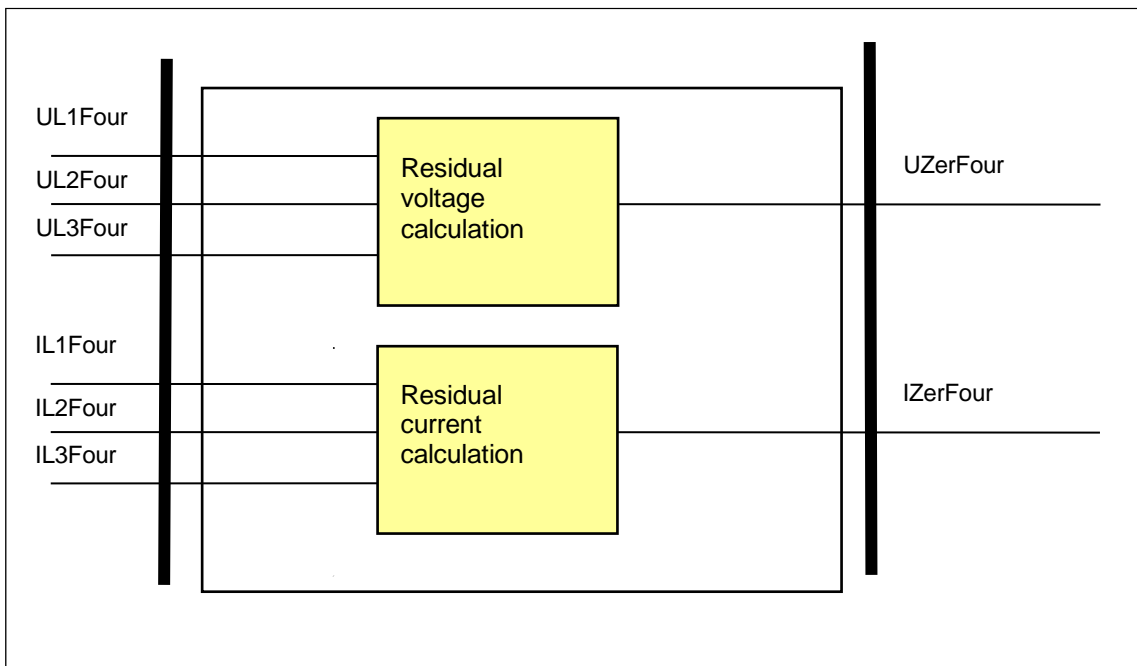 UL1Four
UL2Four
UL3Four
Residual
voltage
calculation
UZerFour
IL1Four
IL2Four
IL3Four
Residual
current
calculation
IZerFour